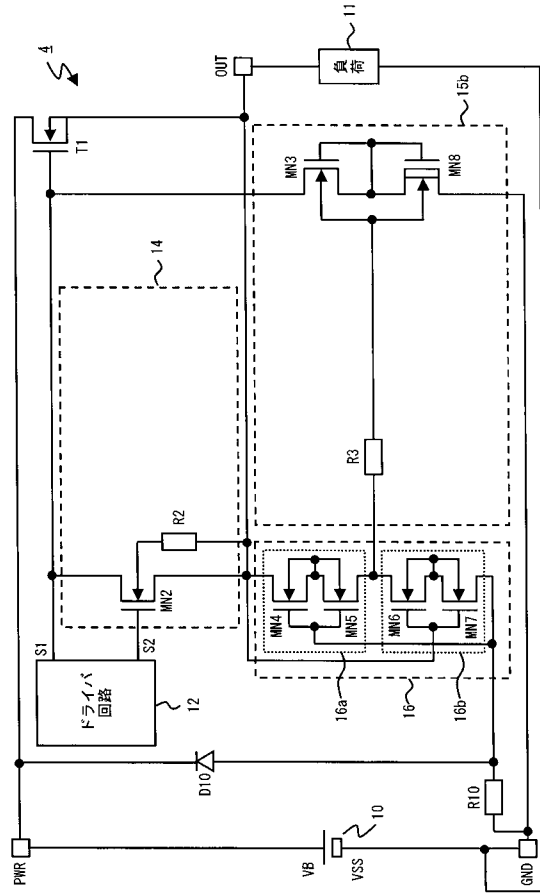 4
PWR
T1
OUT
11
負荷
14
S1
S2
ドライバ
回路
12
R2
MN2
D10
VB
10
VSS
MN3
MN8
15b
R3
MN4
MN5
MN6
MN7
16a
16
16b
R10
GND